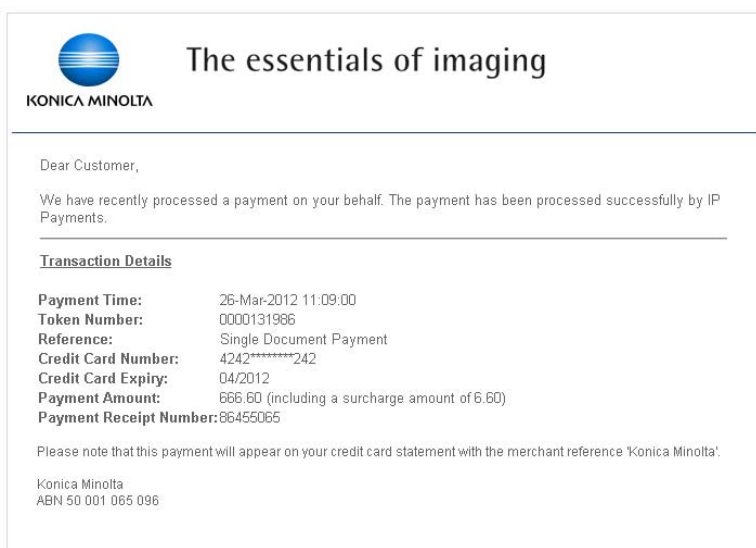 The essentials of imaging
KONICA MINOLTA
Dear Customer,
We have recently processed a payment on your behalf. The payment has been processed successfully by IP
Payments.
Transaction Details
Payment Time: 26-Mar-2012 11:09:00
Token Number: 0000131986
Reference: Single Document Payment
Credit Card Number: 4242********242
Credit Card Expiry: 04/2012
Payment Amount: 666.60 (including a surcharge amount of 6.60)
Payment Receipt Number: 86455065
Please note that this payment will appear on your credit card statement with the merchant reference 'Konica Minolta'.
Konica Minolta
ABN 50 001 065 096